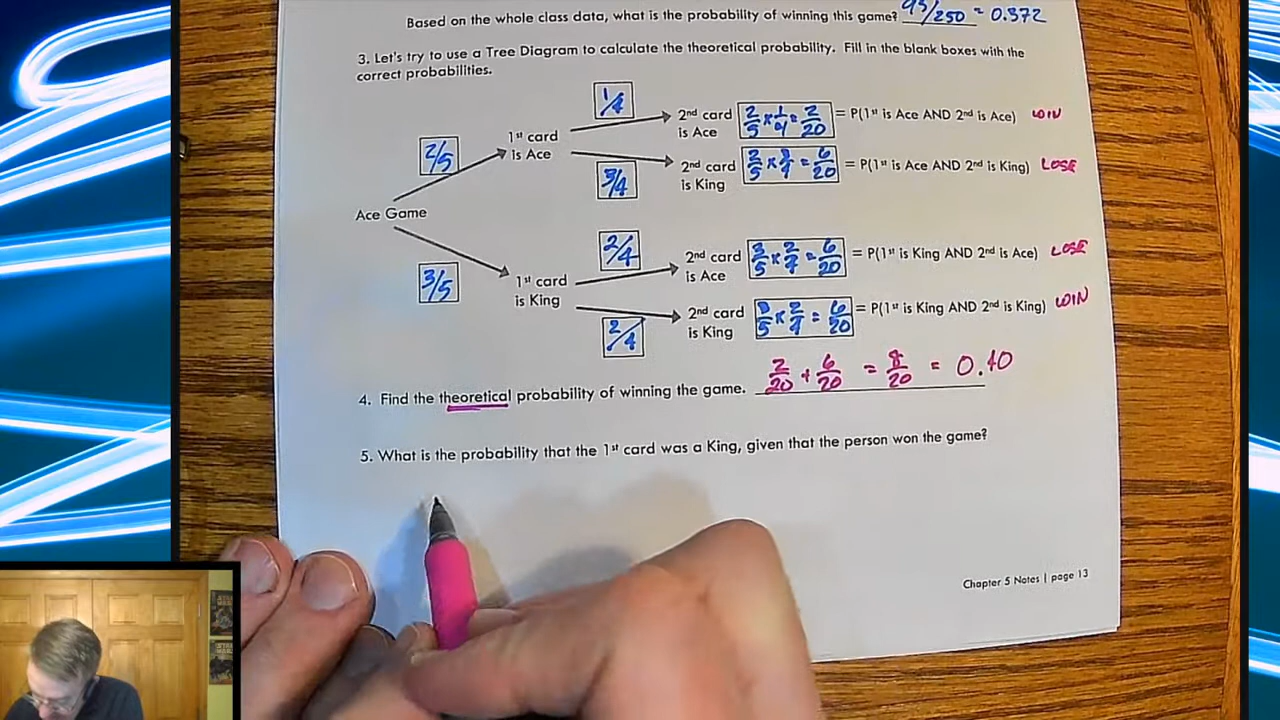 Based on the whole class data, what is the probability of winning this game? 93/250 = 0.372
3. Let's try to use a Tree Diagram to calculate the theoretical probability. Fill in the blank boxes with the
correct probabilities.
1/4
2nd card is Ace 2/5 x 1/4 = 2/20 = P(1st is Ace AND 2nd is Ace) WIN
2/5
1st card is Ace
3/4
2nd card is King 2/5 x 3/4 = 6/20 = P(1st is Ace AND 2nd is King) LOSE
Ace Game
2/4
2nd card is Ace 3/5 x 2/4 = 6/20 = P(1st is King AND 2nd is Ace) LOSE
3/5
1st card is King
2/4
2nd card is King 3/5 x 2/4 = 6/20 = P(1st is King AND 2nd is King) WIN
4. Find the theoretical probability of winning the game. 2/20 + 6/20 = 8/20 = 0.40
5. What is the probability that the 1st card was a King, given that the person won the game?
Chapter 5 Notes | page 13
STAR WARS
STAR WARS